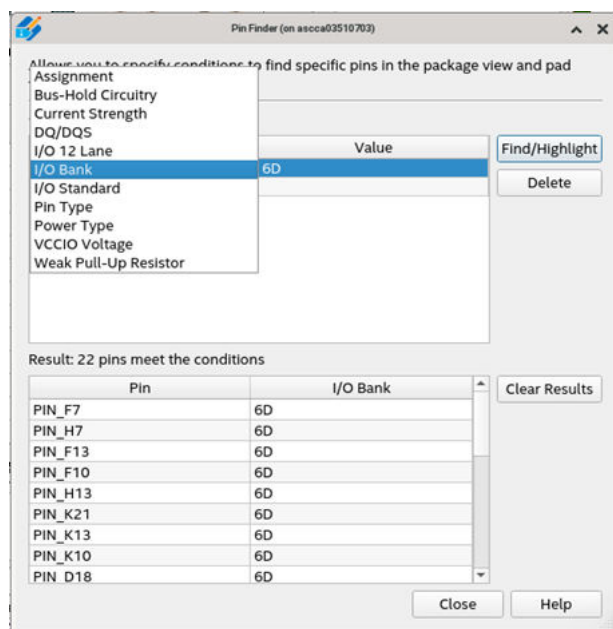 Pin Finder (on ascca03510703)
Allows you to specify conditions to find specific pins in the package view and pad
Assignment
Bus-Hold Circuitry
Current Strength
DQ/DQS
I/O 12 Lane
I/O Bank
I/O Standard
Pin Type
Power Type
VCCIO Voltage
Weak Pull-Up Resistor
Value
6D
Find/Highlight
Delete
Result: 22 pins meet the conditions
Pin I/O Bank
PIN_F7 6D
PIN_H7 6D
PIN_F13 6D
PIN_F10 6D
PIN_H13 6D
PIN_K21 6D
PIN_K13 6D
PIN_K10 6D
PIN_D18 6D
Clear Results
Close Help